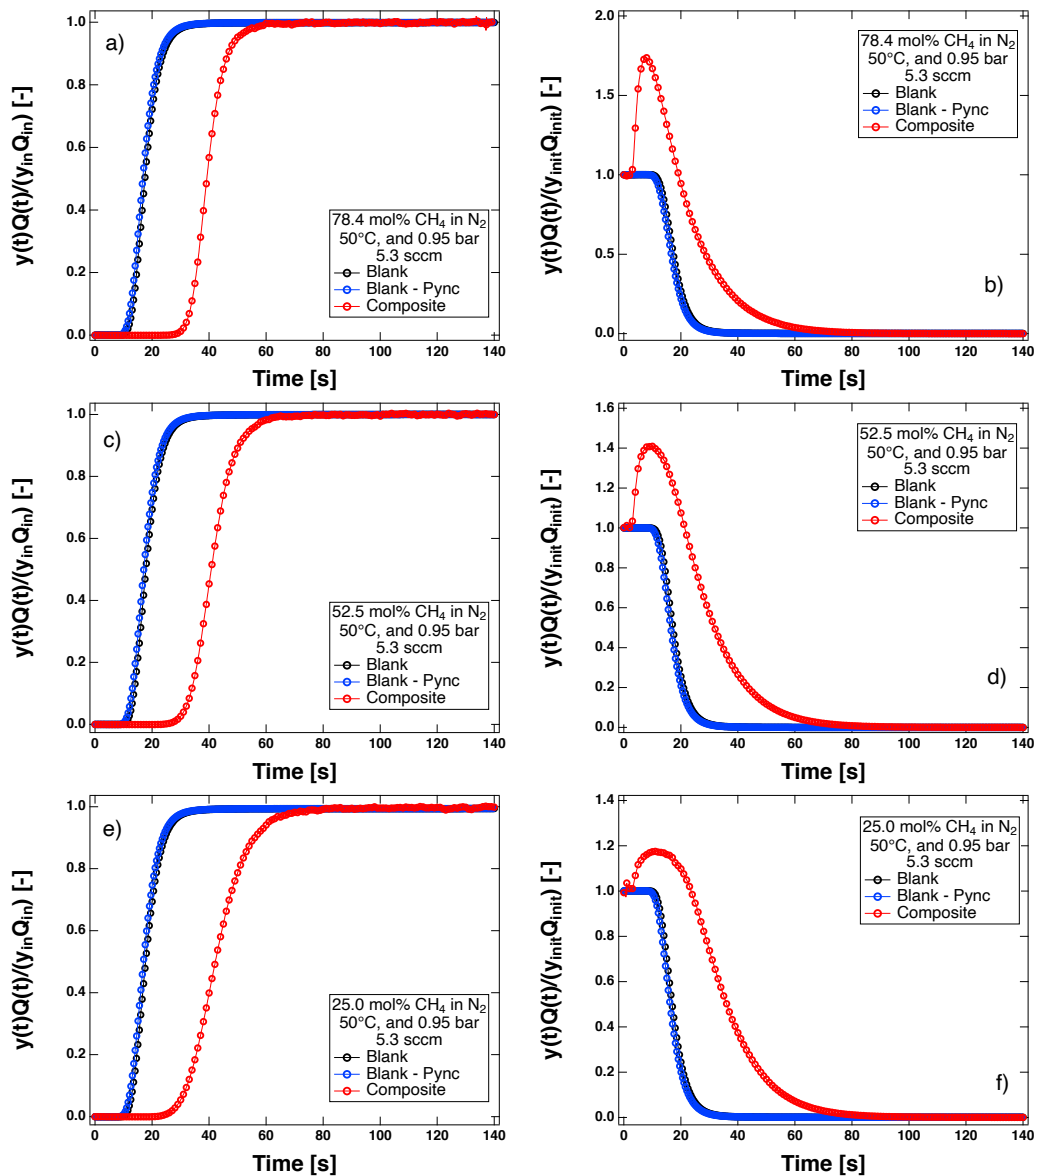 a)
y(t)Q(t)/(y_in Q_in) [-]
1.0
0.8
0.6
0.4
0.2
0.0
78.4 mol% CH4 in N2
50°C, and 0.95 bar
5.3 sccm
Blank
Blank - Pync
Composite
0 20 40 60 80 100 120 140
Time [s]
b)
y(t)Q(t)/(y_init Q_init) [-]
2.0
1.5
1.0
0.5
0.0
78.4 mol% CH4 in N2
50°C, and 0.95 bar
5.3 sccm
Blank
Blank - Pync
Composite
0 20 40 60 80 100 120 140
Time [s]
c)
y(t)Q(t)/(y_in Q_in) [-]
1.0
0.8
0.6
0.4
0.2
0.0
52.5 mol% CH4 in N2
50°C, and 0.95 bar
5.3 sccm
Blank
Blank - Pync
Composite
0 20 40 60 80 100 120 140
Time [s]
d)
y(t)Q(t)/(y_init Q_init) [-]
1.6
1.4
1.2
1.0
0.8
0.6
0.4
0.2
0.0
52.5 mol% CH4 in N2
50°C, and 0.95 bar
5.3 sccm
Blank
Blank - Pync
Composite
0 20 40 60 80 100 120 140
Time [s]
e)
y(t)Q(t)/(y_in Q_in) [-]
1.0
0.8
0.6
0.4
0.2
0.0
25.0 mol% CH4 in N2
50°C, and 0.95 bar
5.3 sccm
Blank
Blank - Pync
Composite
0 20 40 60 80 100 120 140
Time [s]
f)
y(t)Q(t)/(y_init Q_init) [-]
1.4
1.2
1.0
0.8
0.6
0.4
0.2
0.0
25.0 mol% CH4 in N2
50°C, and 0.95 bar
5.3 sccm
Blank
Blank - Pync
Composite
0 20 40 60 80 100 120 140
Time [s]